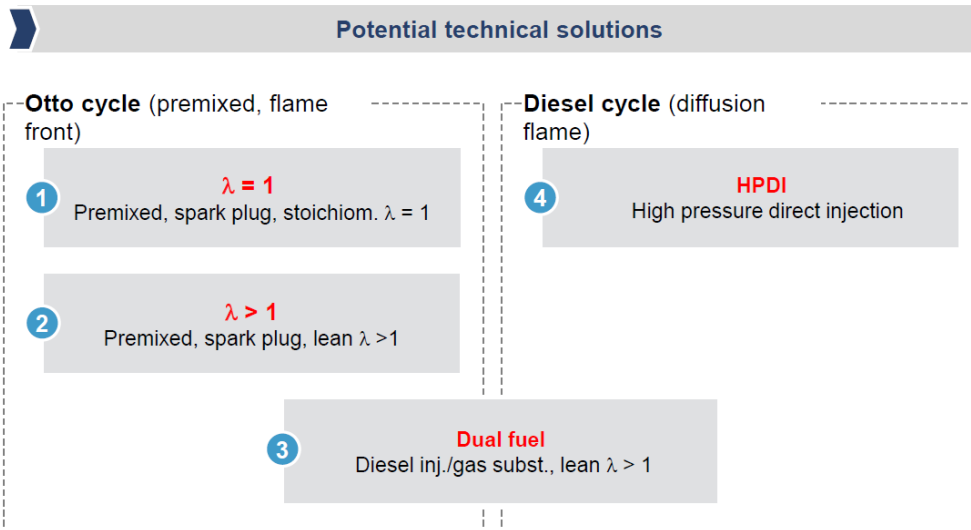 Potential technical solutions
Otto cycle (premixed, flame
front)
1
λ = 1
Premixed, spark plug, stoichiom. λ = 1
2
λ > 1
Premixed, spark plug, lean λ >1
Diesel cycle (diffusion
flame)
4
HPDI
High pressure direct injection
3
Dual fuel
Diesel inj./gas subst., lean λ > 1